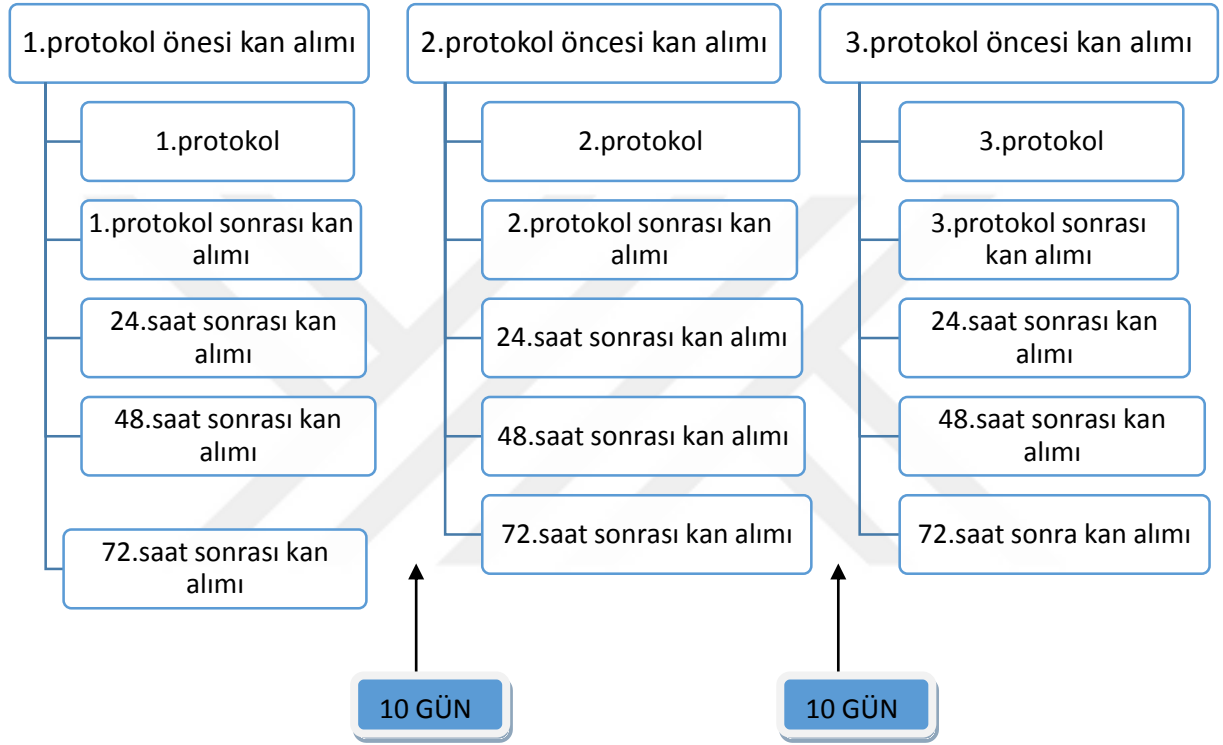 1.protokol önesi kan alımı
1.protokol
1.protokol sonrası kan
alımı
24.saat sonrası kan
alımı
48.saat sonrası kan
alımı
72.saat sonrası kan
alımı
2.protokol öncesi kan alımı
2.protokol
2.protokol sonrası kan
alımı
24.saat sonrası kan alımı
48.saat sonrası kan alımı
72.saat sonrası kan alımı
3.protokol öncesi kan alımı
3.protokol
3.protokol sonrası
kan alımı
24.saat sonrası kan
alımı
48.saat sonrası kan
alımı
72.saat sonra kan alımı
10 GÜN
10 GÜN